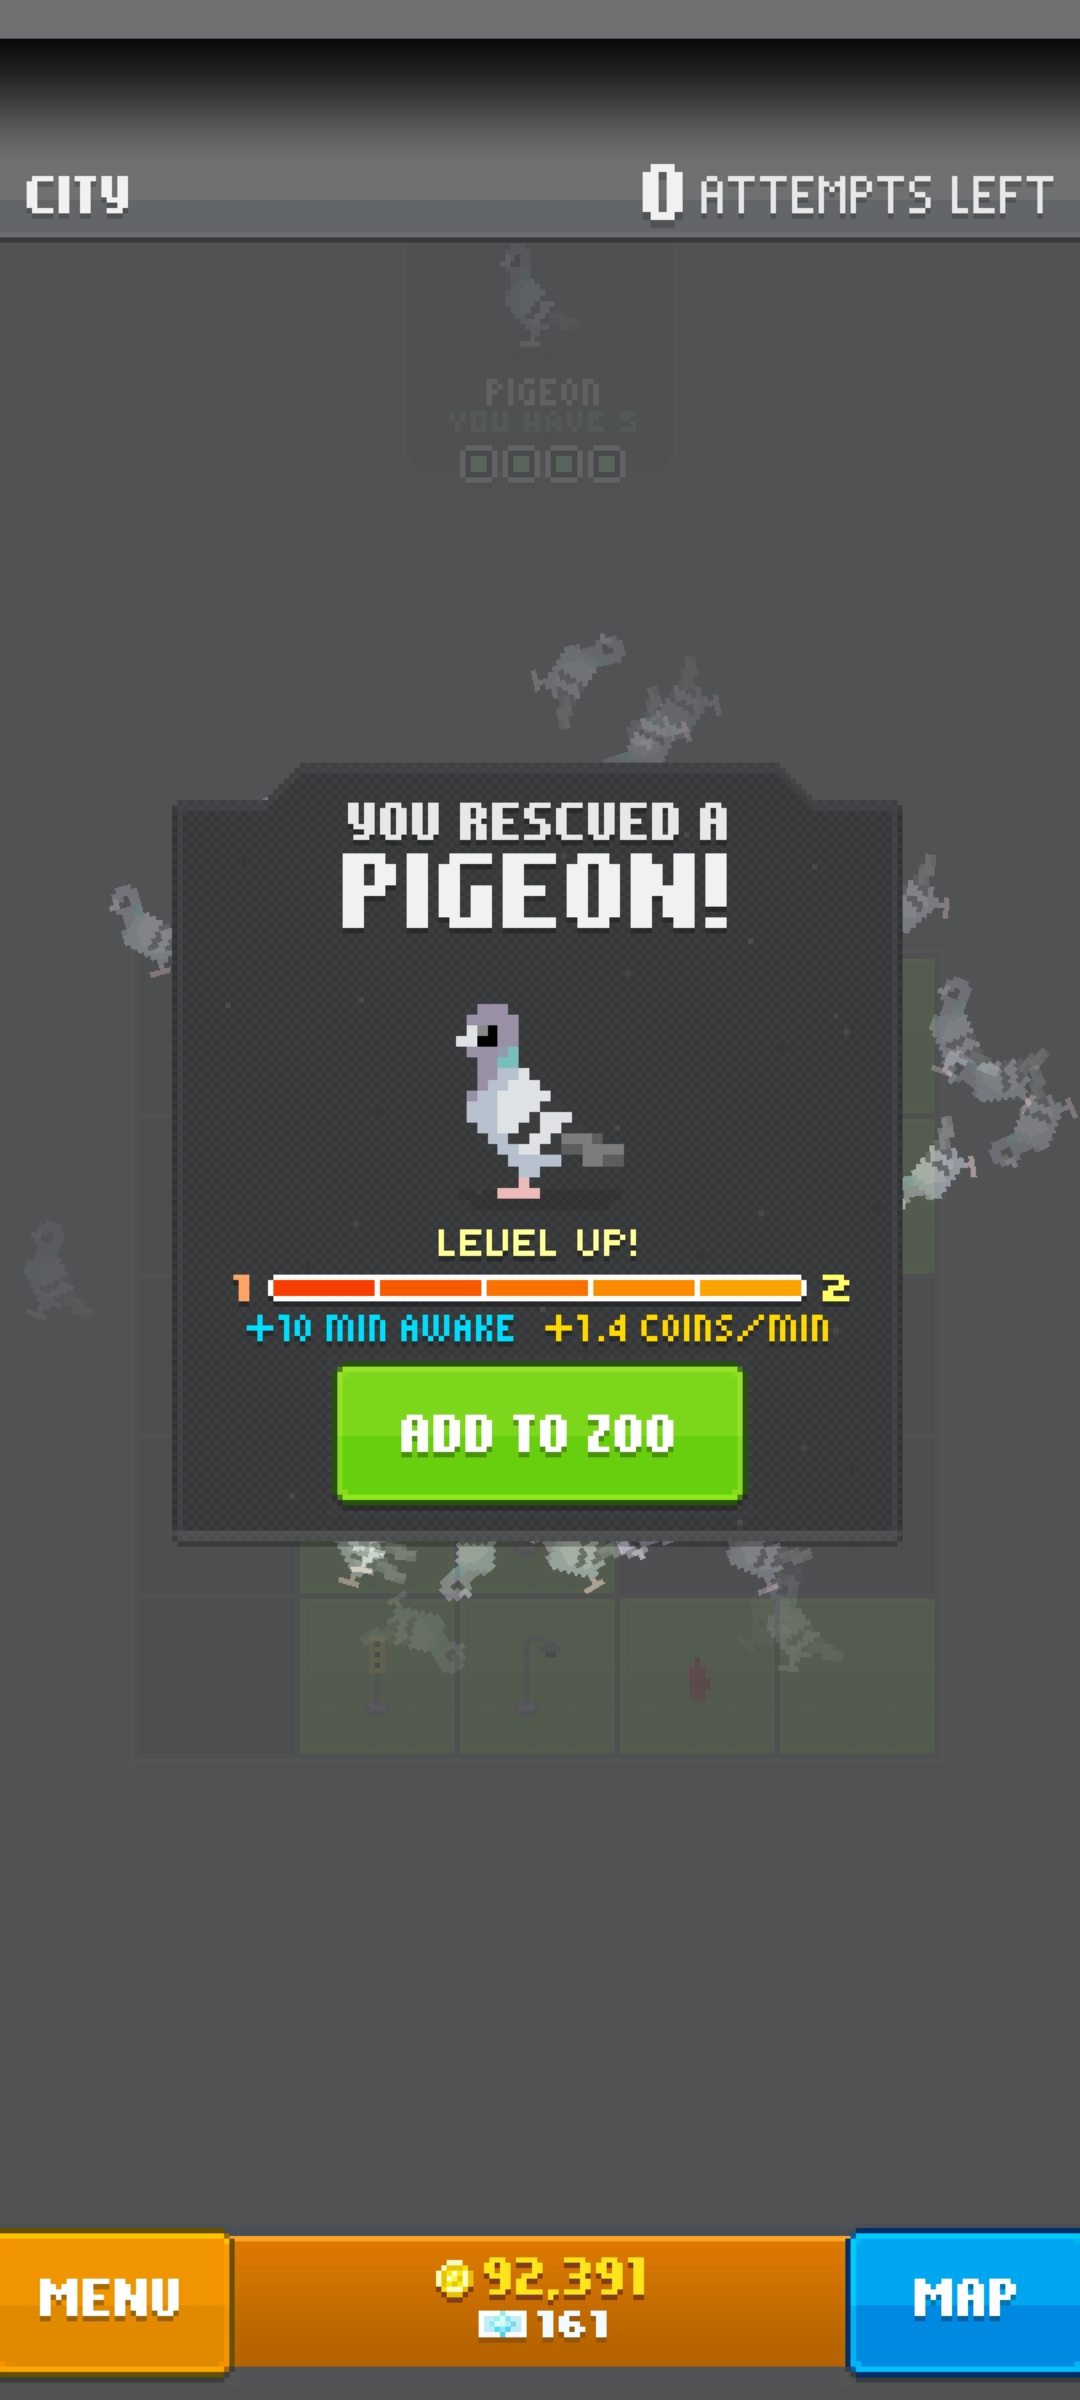 CITY
0 ATTEMPTS LEFT
PIGEON
YOU HAVE 5
YOU RESCUED A
PIGEON!
LEVEL UP!
1 2
+10 MIN AWAKE +1.4 COINS/MIN
ADD TO ZOO
MENU
92,391
161
MAP